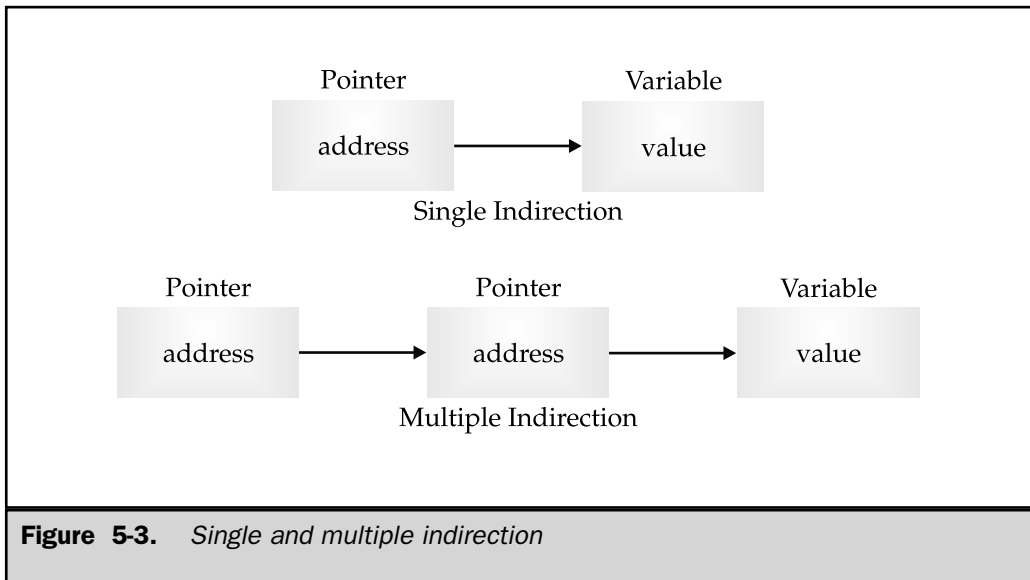 Pointer Variable
address value
Single Indirection
Pointer Pointer Variable
address address value
Multiple Indirection
Figure 5-3. Single and multiple indirection